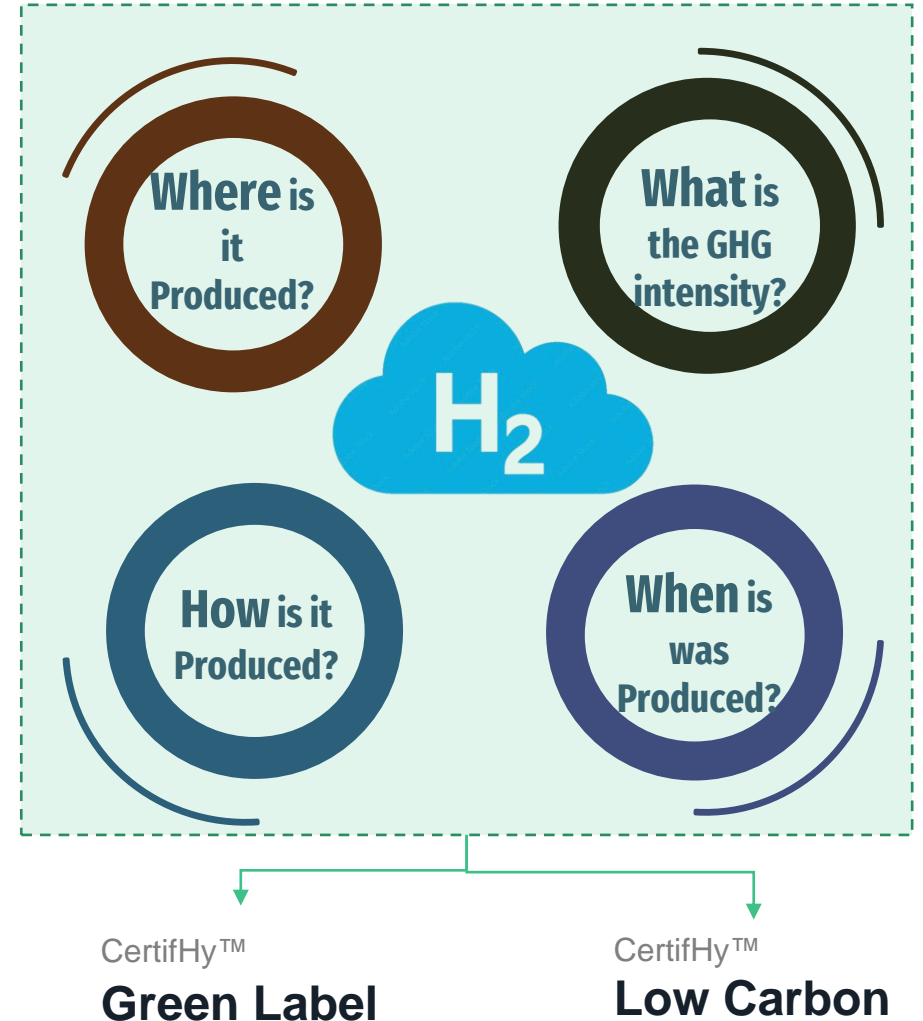 Where is
it
Produced?
What is
the GHG
intensity?
H2
How is it
Produced?
When is
was
Produced?
CertifHy™
Green Label
CertifHy™
Low Carbon